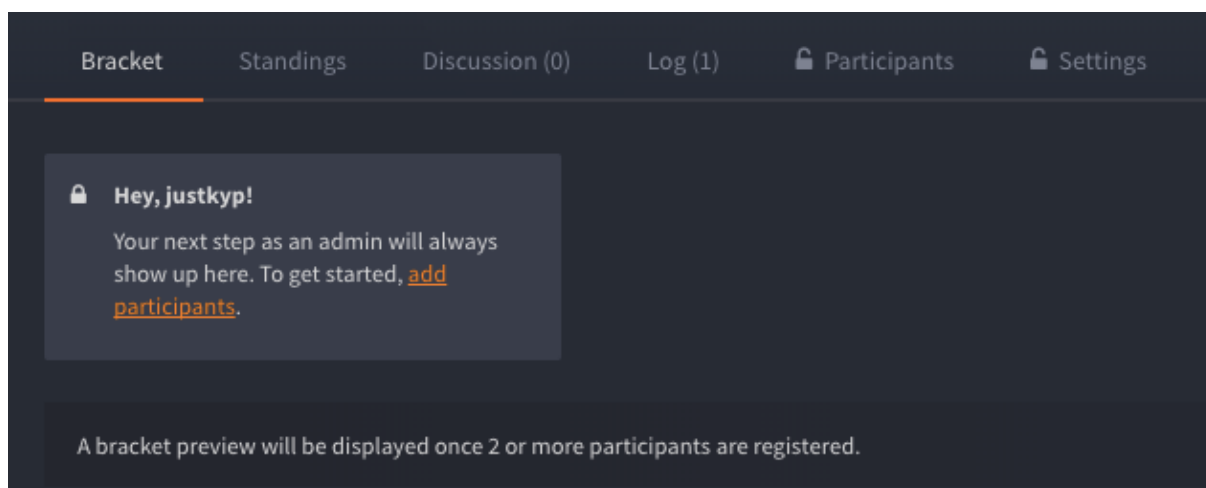 Bracket Standings Discussion (0) Log (1) Participants Settings
Hey, justkyp!
Your next step as an admin will always
show up here. To get started, add
participants.
A bracket preview will be displayed once 2 or more participants are registered.